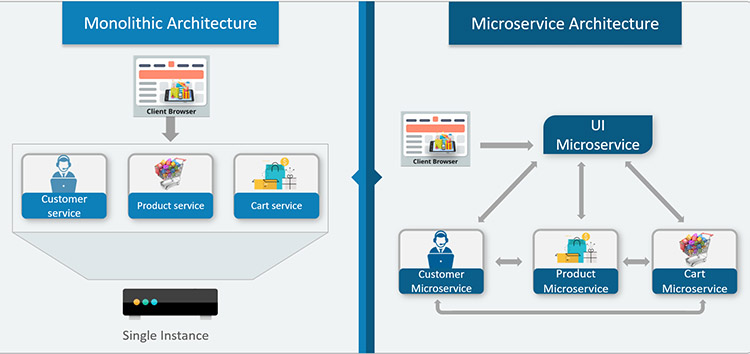 Monolithic Architecture
Client Browser
Customer
service
Product service
Cart service
Single Instance
Microservice Architecture
Client Browser
UI
Microservice
Customer
Microservice
Product
Microservice
Cart
Microservice